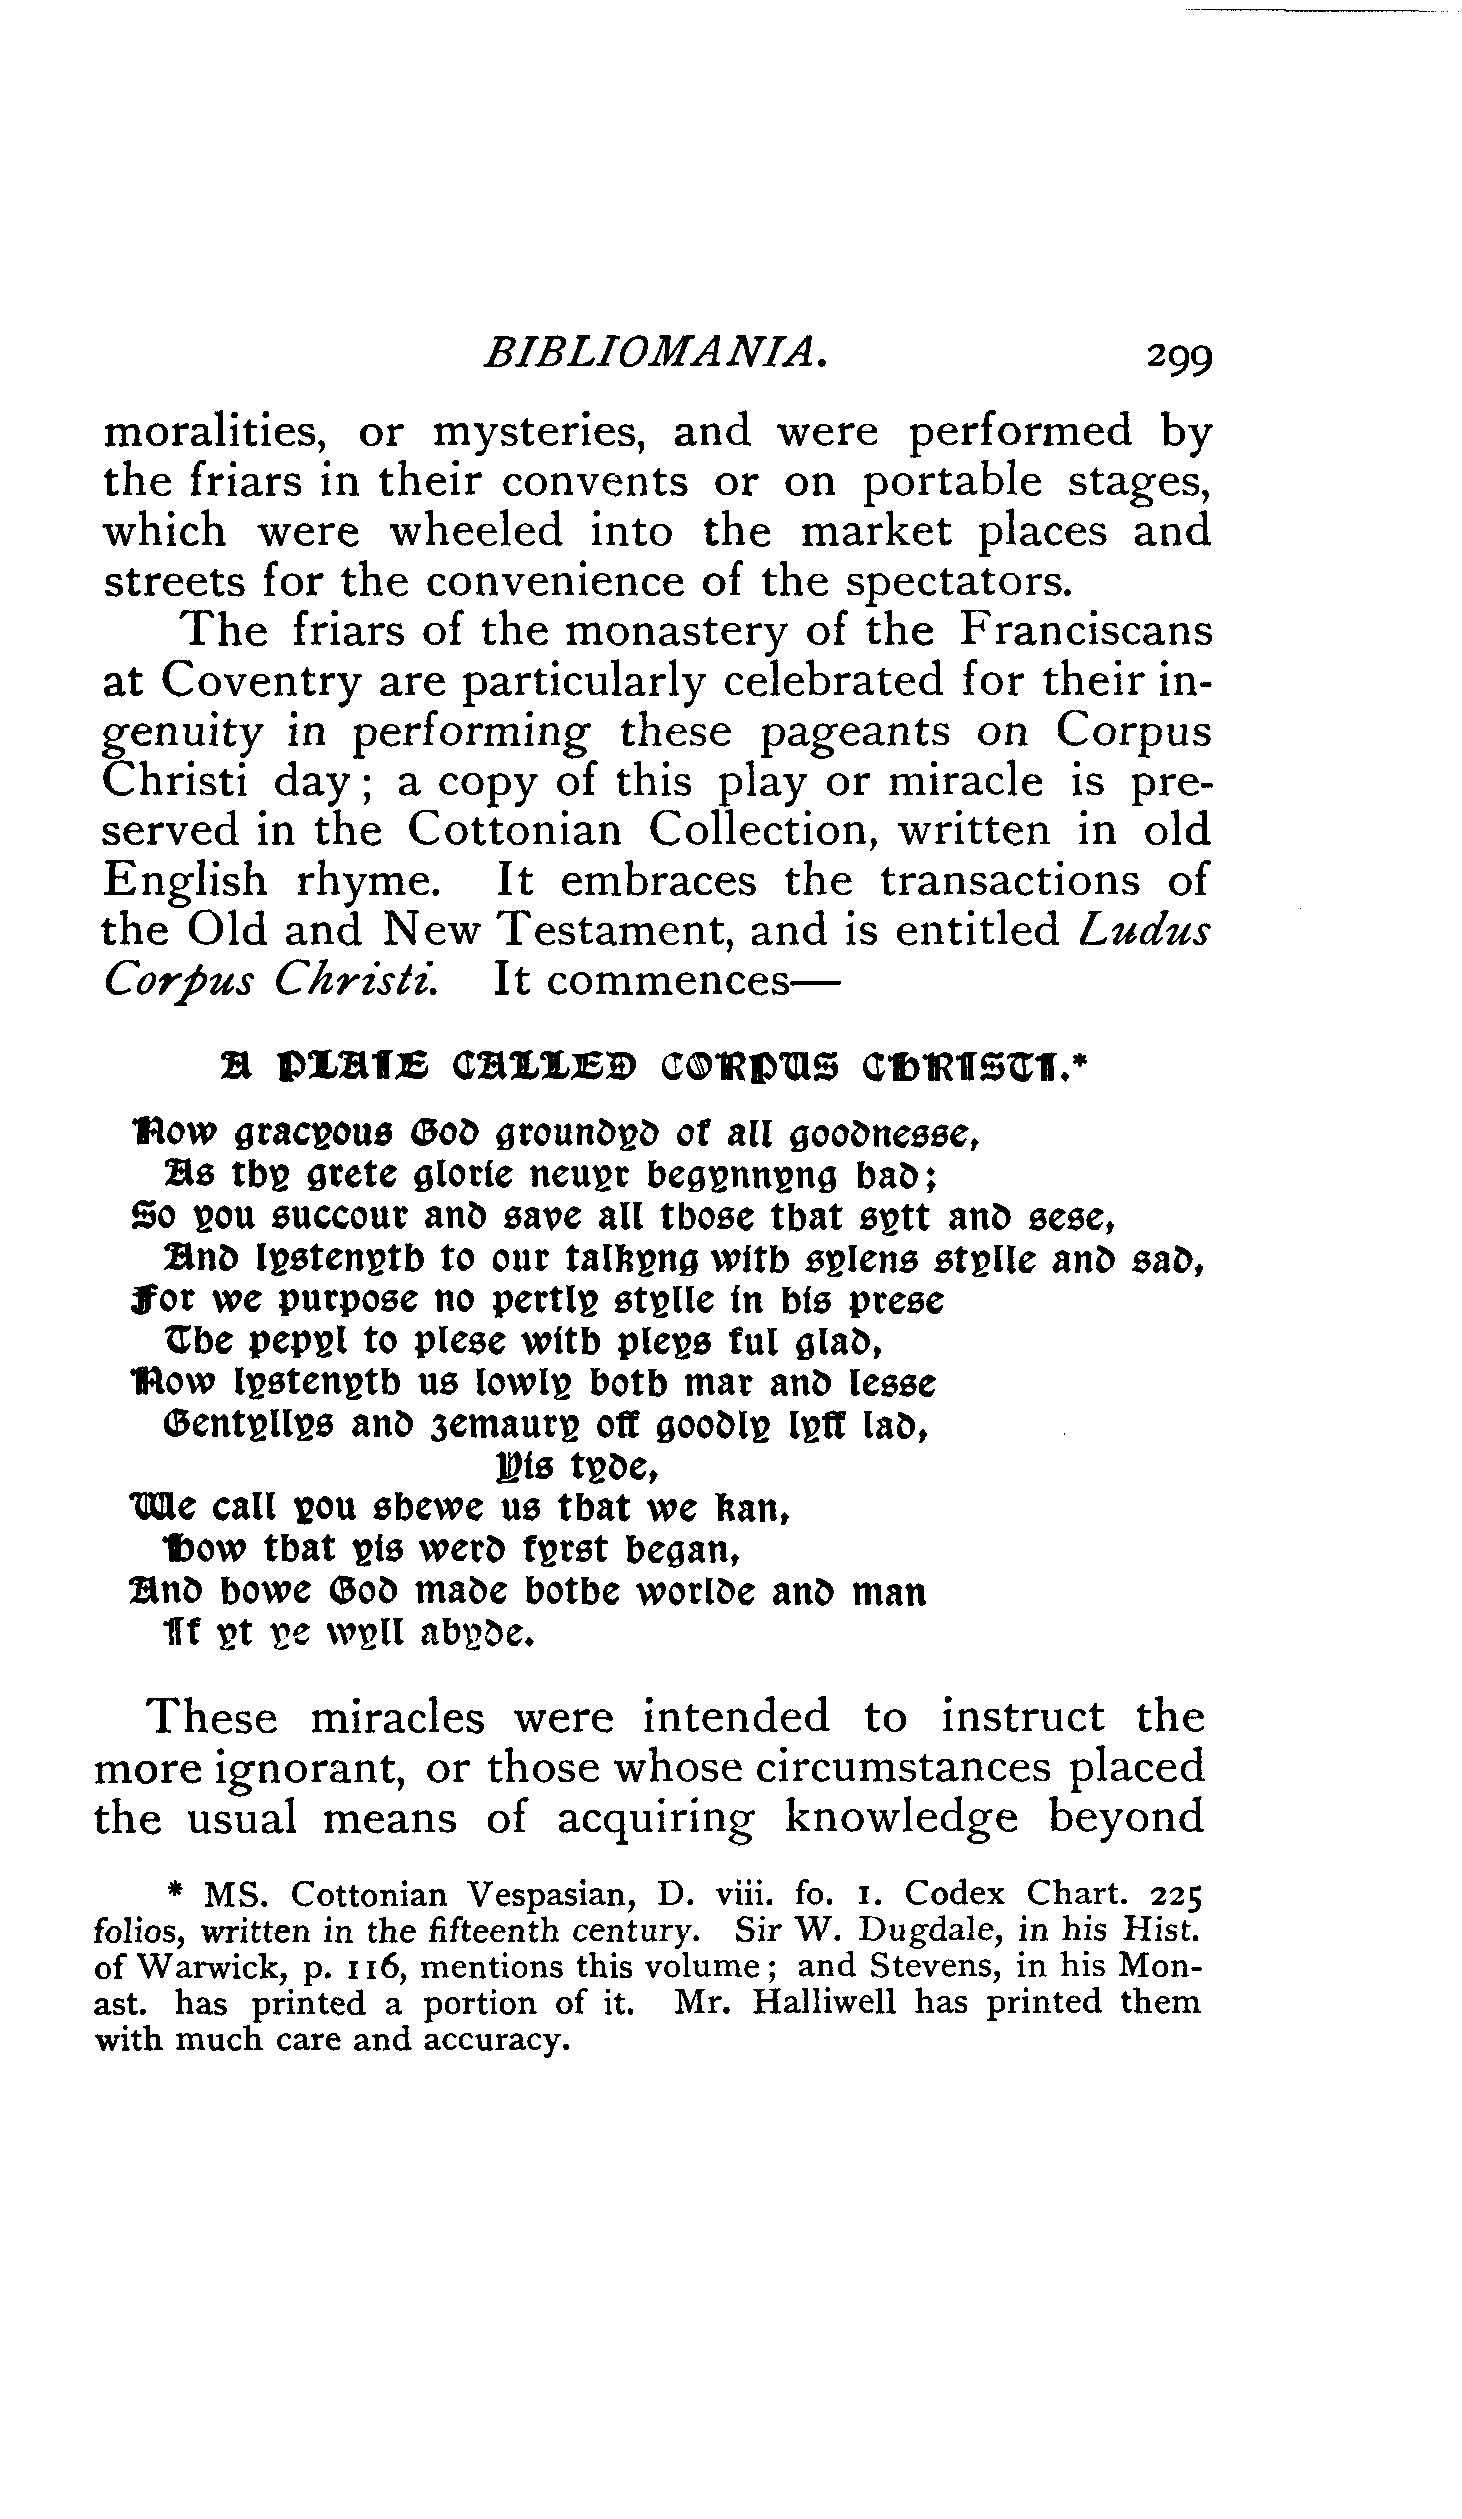 BIBLIOMANIA. 299
moralities, or mysteries, and were performed by
the friars in their convents or on portable stages,
which were wheeled into the market places and
streets for the convenience of the spectators.
The friars of the monastery of the Franciscans
at Coventry are particularly celebrated for their in-
genuity in performing these pageants on Corpus
Christi day; a copy of this play or miracle is pre-
served in the Cottonian Collection, written in old
English rhyme. It embraces the transactions of
the Old and New Testament, and is entitled Ludus
Corpus Christi. It commences—
A PLAIE CALLED CORPUS CHRISTI.*
Now gracyous God groundyd of all goodnesse,
As thy grete glorie neuyr begynnyng had;
So you succour and save all those that sytt and sese,
And lystenyth to our talkyng with sylens stylle and sad,
For we purpose no pertly stylle in his prese
The pepyl to plese with pleys ful glad,
Now lystenyth us lowly both mar and lesse
Gentyllys and zemaury off goodly lyff lad,
Yis tyde,
We call you shewe us that we kan,
How that yis werd fyrst began,
And howe God made bothe worlde and man
If yt ye wyll abyde.
These miracles were intended to instruct the
more ignorant, or those whose circumstances placed
the usual means of acquiring knowledge beyond
* MS. Cottonian Vespasian, D. viii. fo. 1. Codex Chart. 225
folios, written in the fifteenth century. Sir W. Dugdale, in his Hist.
of Warwick, p. 116, mentions this volume; and Stevens, in his Mon-
ast. has printed a portion of it. Mr. Halliwell has printed them
with much care and accuracy.